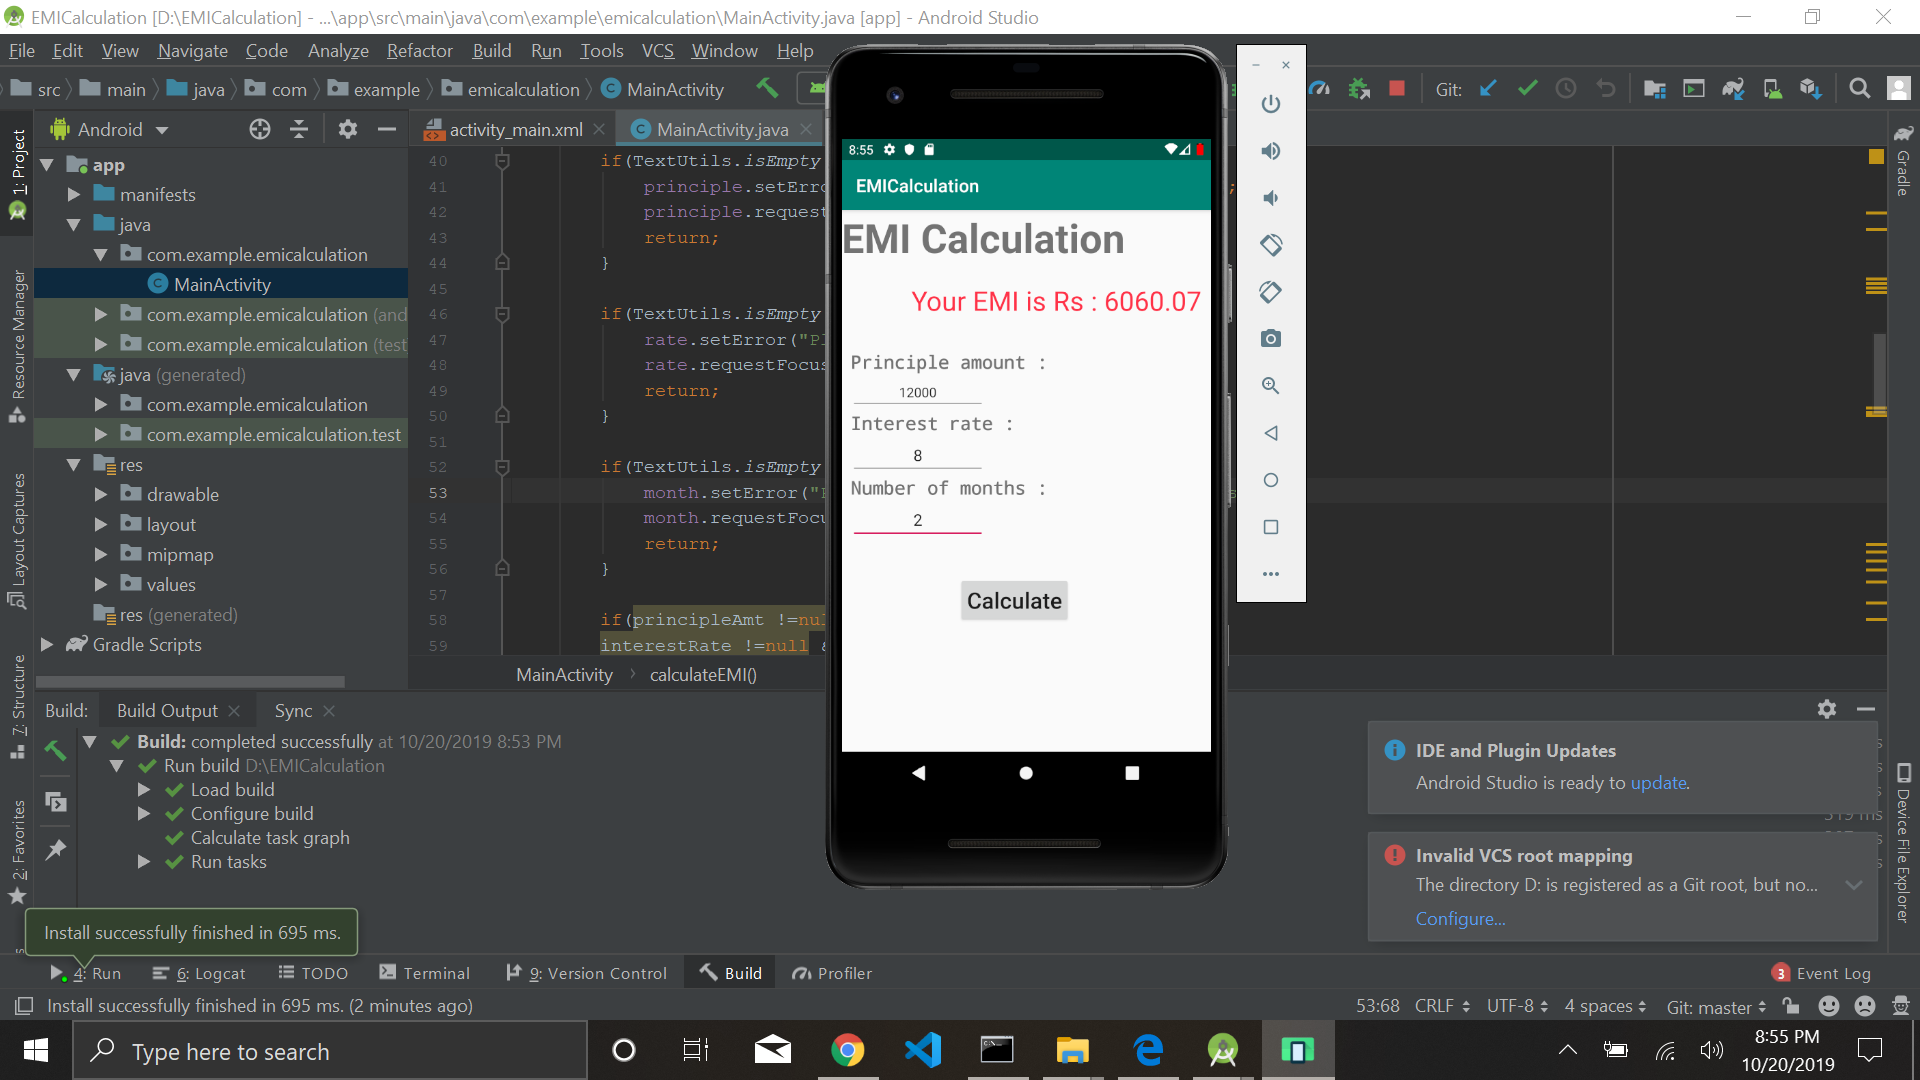 EMICalculation [D:\EMICalculation] - ...\app\src\main\java\com\example\emicalculation\MainActivity.java [app] - Android Studio
File Edit View Navigate Code Analyze Refactor Build Run Tools VCS Window Help
src main java com example emicalculation MainActivity
Git:
Android
activity_main.xml
MainActivity.java
1: Project
Resource Manager
Layout Captures
7: Structure
2: Favorites
app
manifests
java
com.example.emicalculation
MainActivity
com.example.emicalculation (and
com.example.emicalculation (test
java (generated)
com.example.emicalculation
com.example.emicalculation.test
res
drawable
layout
mipmap
values
res (generated)
Gradle Scripts
40 if(TextUtils.isEmpty
41 principle.setErro ;
42 principle.request
43 return;
44 }
45
46 if(TextUtils.isEmpty
47 rate.setError("Pl
48 rate.requestFocus
49 return;
50 }
51
52 if(TextUtils.isEmpty
53 month.setError("P
54 month.requestFocu
55 return;
56 }
57
58 if(principleAmt !=nul
59 interestRate !=null &
MainActivity calculateEMI()
8:55
EMICalculation
EMI Calculation
Your EMI is Rs : 6060.07
Principle amount :
12000
Interest rate :
8
Number of months :
2
Calculate
Gradle
Device File Explorer
Build: Build Output Sync
Build: completed successfully at 10/20/2019 8:53 PM
Run build D:\EMICalculation
Load build
Configure build
Calculate task graph
Run tasks
IDE and Plugin Updates
Android Studio is ready to update.
Invalid VCS root mapping
The directory D: is registered as a Git root, but no...
Configure...
Install successfully finished in 695 ms.
4: Run 6: Logcat TODO Terminal 9: Version Control Build Profiler
3 Event Log
Install successfully finished in 695 ms. (2 minutes ago)
53:68 CRLF UTF-8 4 spaces Git: master
Type here to search
8:55 PM
10/20/2019